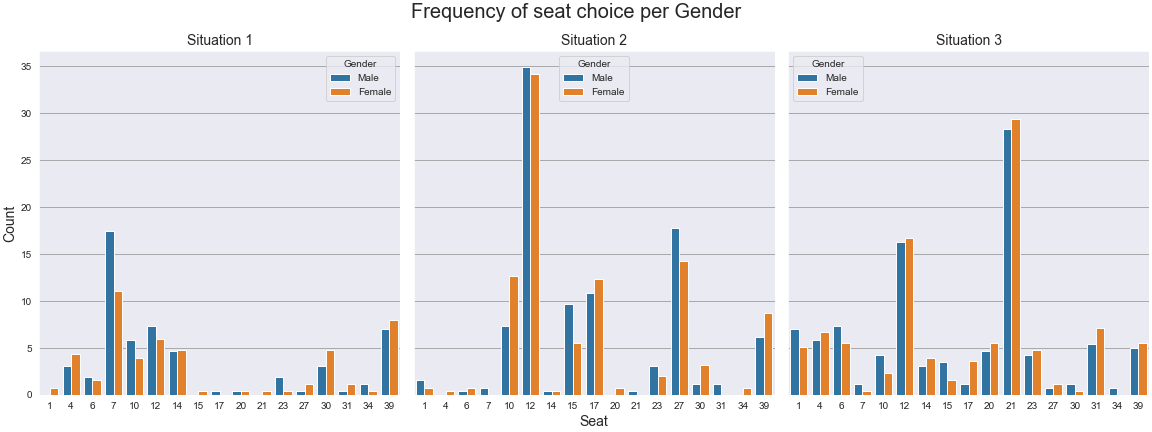 Frequency of seat choice per Gender
Situation 1
Situation 2
Situation 3
Gender
Male
Female
Gender
Male
Female
Gender
Male
Female
Count
35
30
25
20
15
10
5
0
1 4 6 7 10 12 14 15 17 20 21 23 27 30 31 34 39
1 4 6 7 10 12 14 15 17 20 21 23 27 30 31 34 39
1 4 6 7 10 12 14 15 17 20 21 23 27 30 31 34 39
Seat